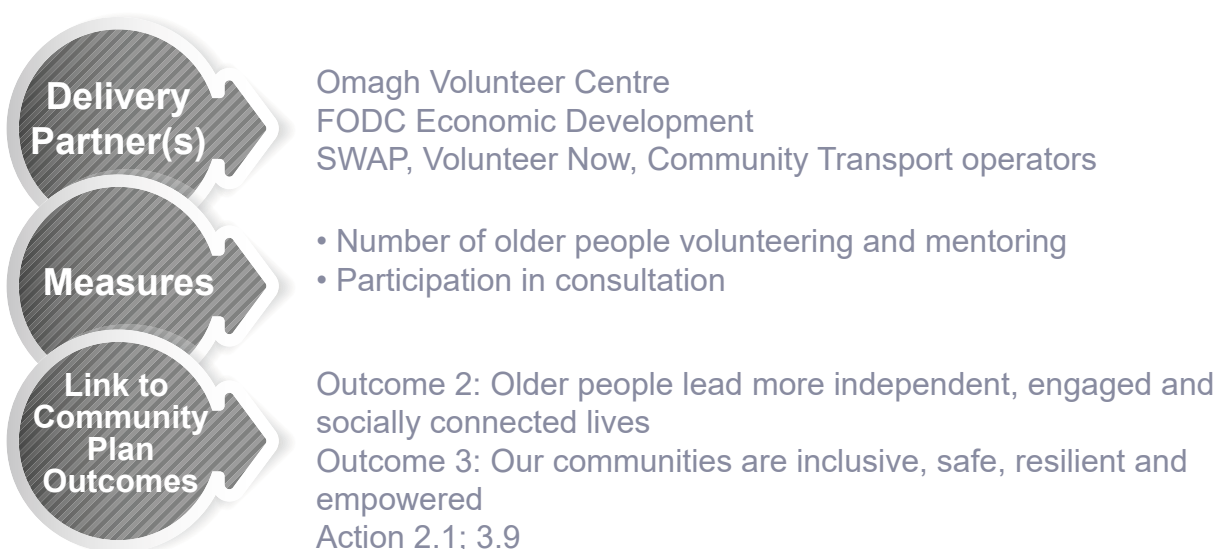 Delivery
Partner(s)
Omagh Volunteer Centre
FODC Economic Development
SWAP, Volunteer Now, Community Transport operators
Measures
• Number of older people volunteering and mentoring
• Participation in consultation
Link to
Community
Plan
Outcomes
Outcome 2: Older people lead more independent, engaged and
socially connected lives
Outcome 3: Our communities are inclusive, safe, resilient and
empowered
Action 2.1; 3.9